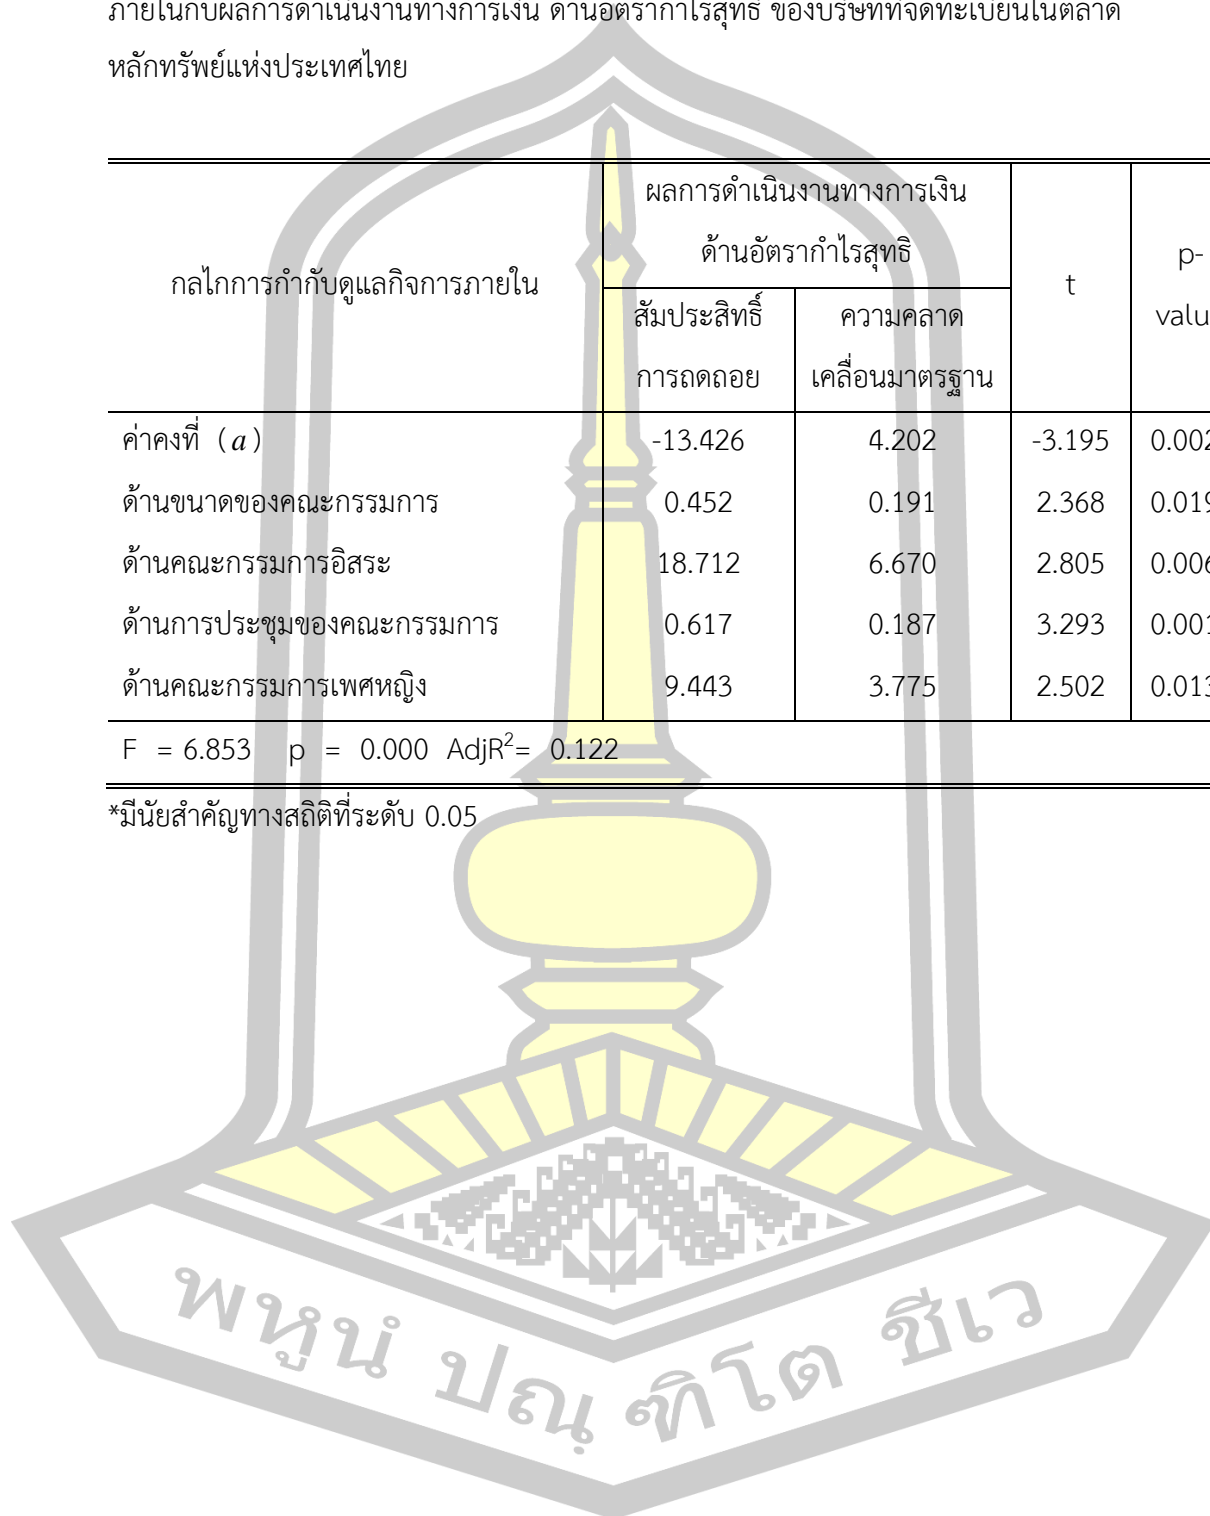 ภายในกับผลการดำเนินงานทางการเงิน ด้านอัตรากำไรสุทธิ ของบริษัทที่จดทะเบียนในตลาด
หลักทรัพย์แห่งประเทศไทย
กลไกการกำกับดูแลกิจการภายใน
ผลการดำเนินงานทางการเงิน
ด้านอัตรากำไรสุทธิ
สัมประสิทธิ์
การถดถอย
ความคลาด
เคลื่อนมาตรฐาน
t
p-
valu
ค่าคงที่ (a) -13.426 4.202 -3.195 0.002
ด้านขนาดของคณะกรรมการ 0.452 0.191 2.368 0.019
ด้านคณะกรรมการอิสระ 18.712 6.670 2.805 0.006
ด้านการประชุมของคณะกรรมการ 0.617 0.187 3.293 0.001
ด้านคณะกรรมการเพศหญิง 9.443 3.775 2.502 0.013
F = 6.853 p = 0.000 AdjR²= 0.122
*มีนัยสำคัญทางสถิติที่ระดับ 0.05
พหูนํ ปณฺฑิโต ชีเว